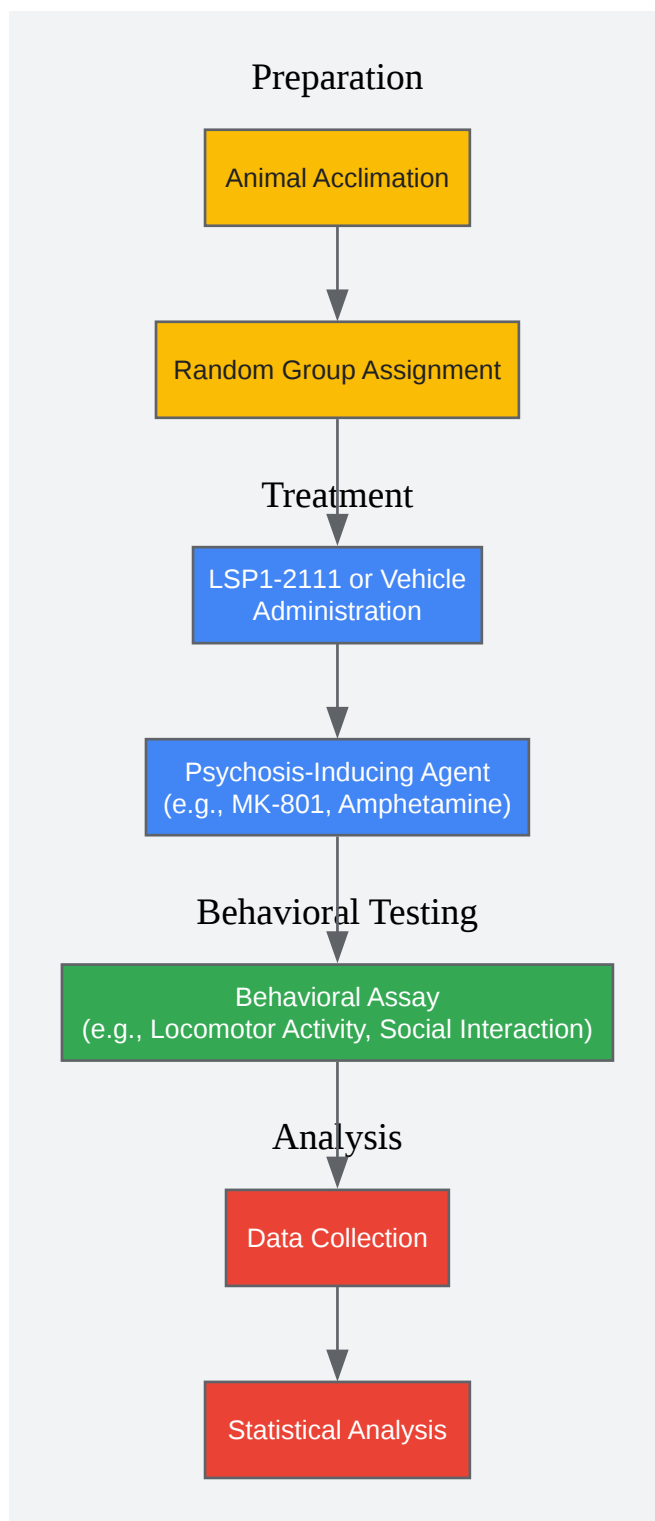 Preparation
Animal Acclimation
Random Group Assignment
Treatment
LSP1-2111 or Vehicle
Administration
Psychosis-Inducing Agent
(e.g., MK-801, Amphetamine)
Behavioral Testing
Behavioral Assay
(e.g., Locomotor Activity, Social Interaction)
Analysis
Data Collection
Statistical Analysis